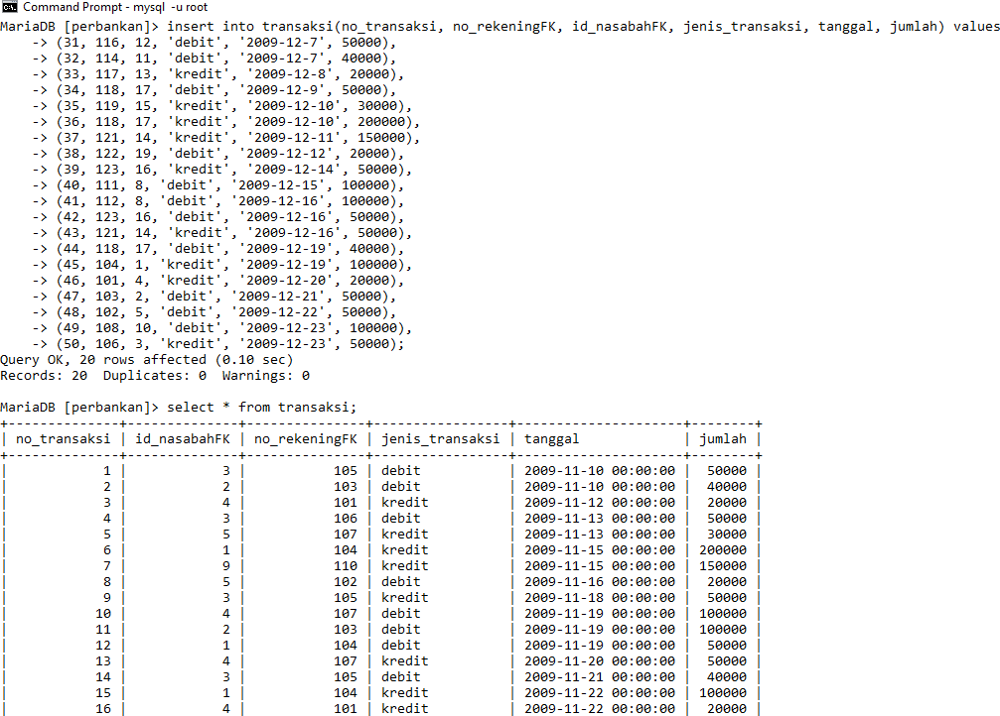 Command Prompt - mysql -u root
MariaDB [perbankan]> insert into transaksi(no_transaksi, no_rekeningFK, id_nasabahFK, jenis_transaksi, tanggal, jumlah) values
    -> (31, 116, 12, 'debit', '2009-12-7', 50000),
    -> (32, 114, 11, 'debit', '2009-12-7', 40000),
    -> (33, 117, 13, 'kredit', '2009-12-8', 20000),
    -> (34, 118, 17, 'debit', '2009-12-9', 50000),
    -> (35, 119, 15, 'kredit', '2009-12-10', 30000),
    -> (36, 118, 17, 'kredit', '2009-12-10', 200000),
    -> (37, 121, 14, 'kredit', '2009-12-11', 150000),
    -> (38, 122, 19, 'debit', '2009-12-12', 20000),
    -> (39, 123, 16, 'kredit', '2009-12-14', 50000),
    -> (40, 111, 8, 'debit', '2009-12-15', 100000),
    -> (41, 112, 8, 'debit', '2009-12-16', 100000),
    -> (42, 123, 16, 'debit', '2009-12-16', 50000),
    -> (43, 121, 14, 'kredit', '2009-12-16', 50000),
    -> (44, 118, 17, 'debit', '2009-12-19', 40000),
    -> (45, 104, 1, 'kredit', '2009-12-19', 100000),
    -> (46, 101, 4, 'kredit', '2009-12-20', 20000),
    -> (47, 103, 2, 'debit', '2009-12-21', 50000),
    -> (48, 102, 5, 'debit', '2009-12-22', 50000),
    -> (49, 108, 10, 'debit', '2009-12-23', 100000),
    -> (50, 106, 3, 'kredit', '2009-12-23', 50000);
Query OK, 20 rows affected (0.10 sec)
Records: 20  Duplicates: 0  Warnings: 0
MariaDB [perbankan]> select * from transaksi;
| no_transaksi | id_nasabahFK | no_rekeningFK | jenis_transaksi | tanggal             | jumlah |
|            1 |            3 |           105 | debit           | 2009-11-10 00:00:00 |  50000 |
|            2 |            2 |           103 | debit           | 2009-11-10 00:00:00 |  40000 |
|            3 |            4 |           101 | kredit          | 2009-11-12 00:00:00 |  20000 |
|            4 |            3 |           106 | debit           | 2009-11-13 00:00:00 |  50000 |
|            5 |            5 |           107 | kredit          | 2009-11-13 00:00:00 |  30000 |
|            6 |            1 |           104 | kredit          | 2009-11-15 00:00:00 | 200000 |
|            7 |            9 |           110 | kredit          | 2009-11-15 00:00:00 | 150000 |
|            8 |            5 |           102 | debit           | 2009-11-16 00:00:00 |  20000 |
|            9 |            3 |           105 | kredit          | 2009-11-18 00:00:00 |  50000 |
|           10 |            4 |           107 | debit           | 2009-11-19 00:00:00 | 100000 |
|           11 |            2 |           103 | debit           | 2009-11-19 00:00:00 | 100000 |
|           12 |            1 |           104 | debit           | 2009-11-19 00:00:00 |  50000 |
|           13 |            4 |           107 | kredit          | 2009-11-20 00:00:00 |  50000 |
|           14 |            3 |           105 | debit           | 2009-11-21 00:00:00 |  40000 |
|           15 |            1 |           104 | kredit          | 2009-11-22 00:00:00 | 100000 |
|           16 |            4 |           101 | kredit          | 2009-11-22 00:00:00 |  20000 |